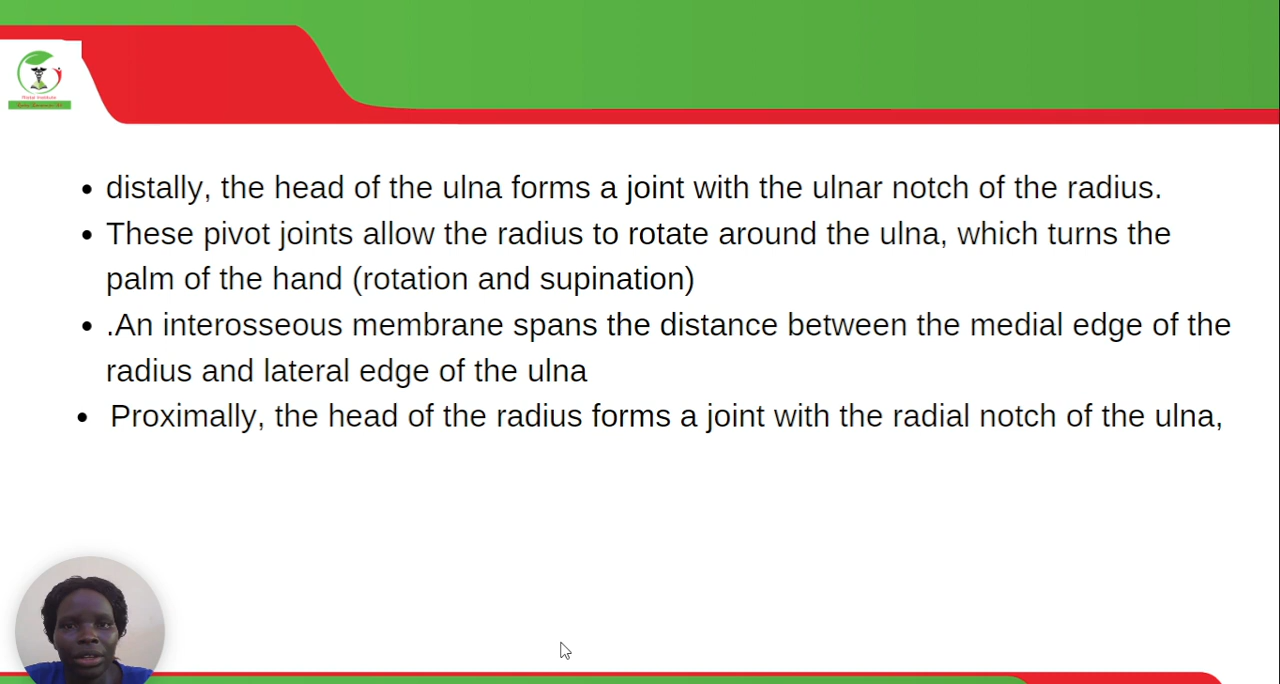 • distally, the head of the ulna forms a joint with the ulnar notch of the radius.
• These pivot joints allow the radius to rotate around the ulna, which turns the
palm of the hand (rotation and supination)
• .An interosseous membrane spans the distance between the medial edge of the
radius and lateral edge of the ulna
• Proximally, the head of the radius forms a joint with the radial notch of the ulna,